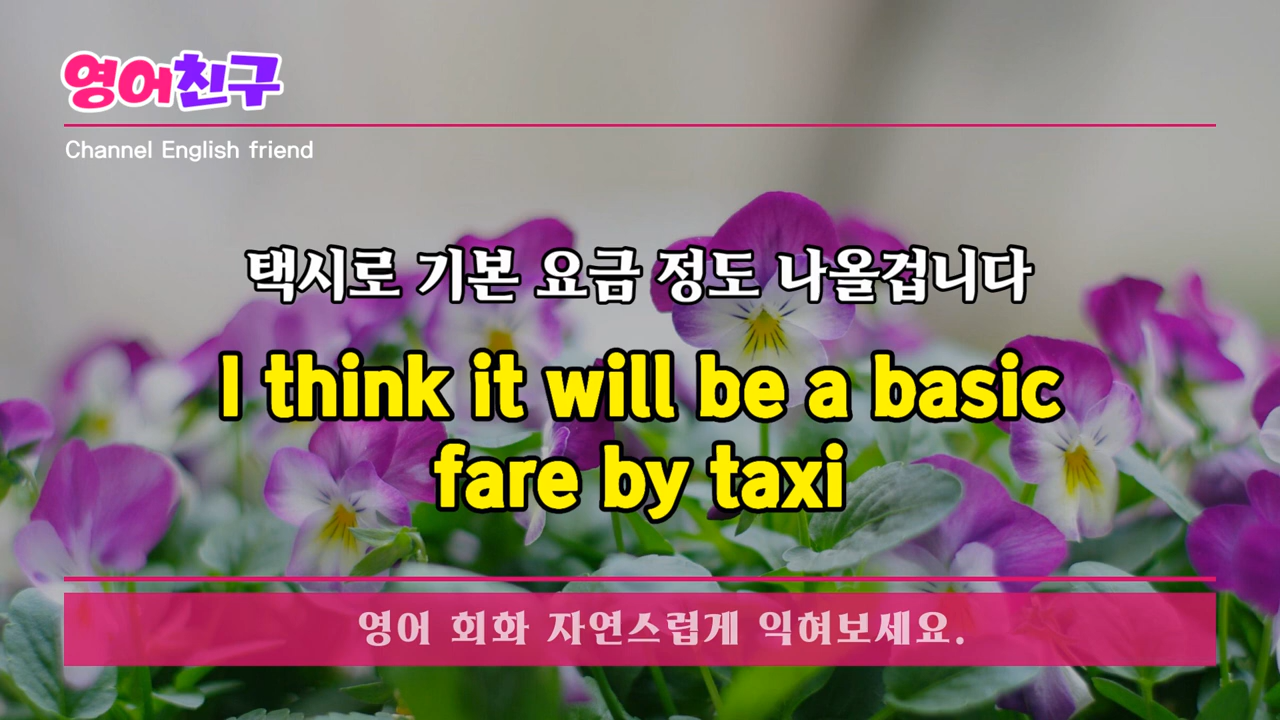 영어친구
Channel English friend
택시로 기본 요금 정도 나올겁니다
I think it will be a basic
fare by taxi
영어 회화 자연스럽게 익혀보세요.